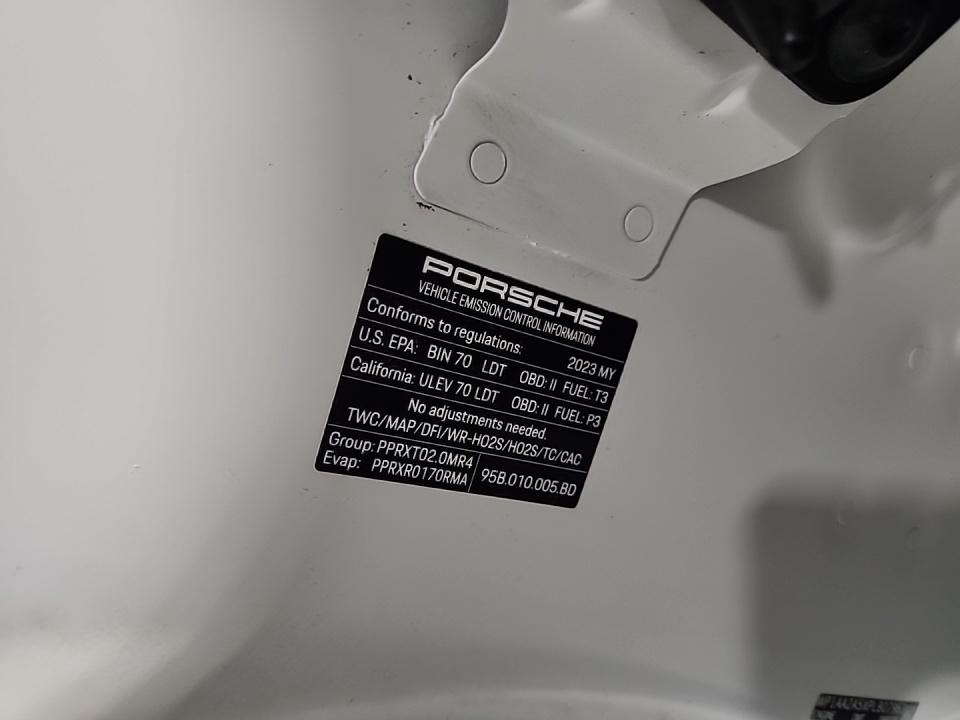 PORSCHE
VEHICLE EMISSION CONTROL INFORMATION
Conforms to regulations: 2023 MY
U.S. EPA: BIN 70 LDT OBD: II FUEL: T3
California: ULEV 70 LDT OBD: II FUEL: P3
No adjustments needed.
TWC/MAP/DFI/WR-HO2S/HO2S/TC/CAC
Group: PPRXT02.0MR4
Evap: PPRXR0170RMA
95B.010.005.BD